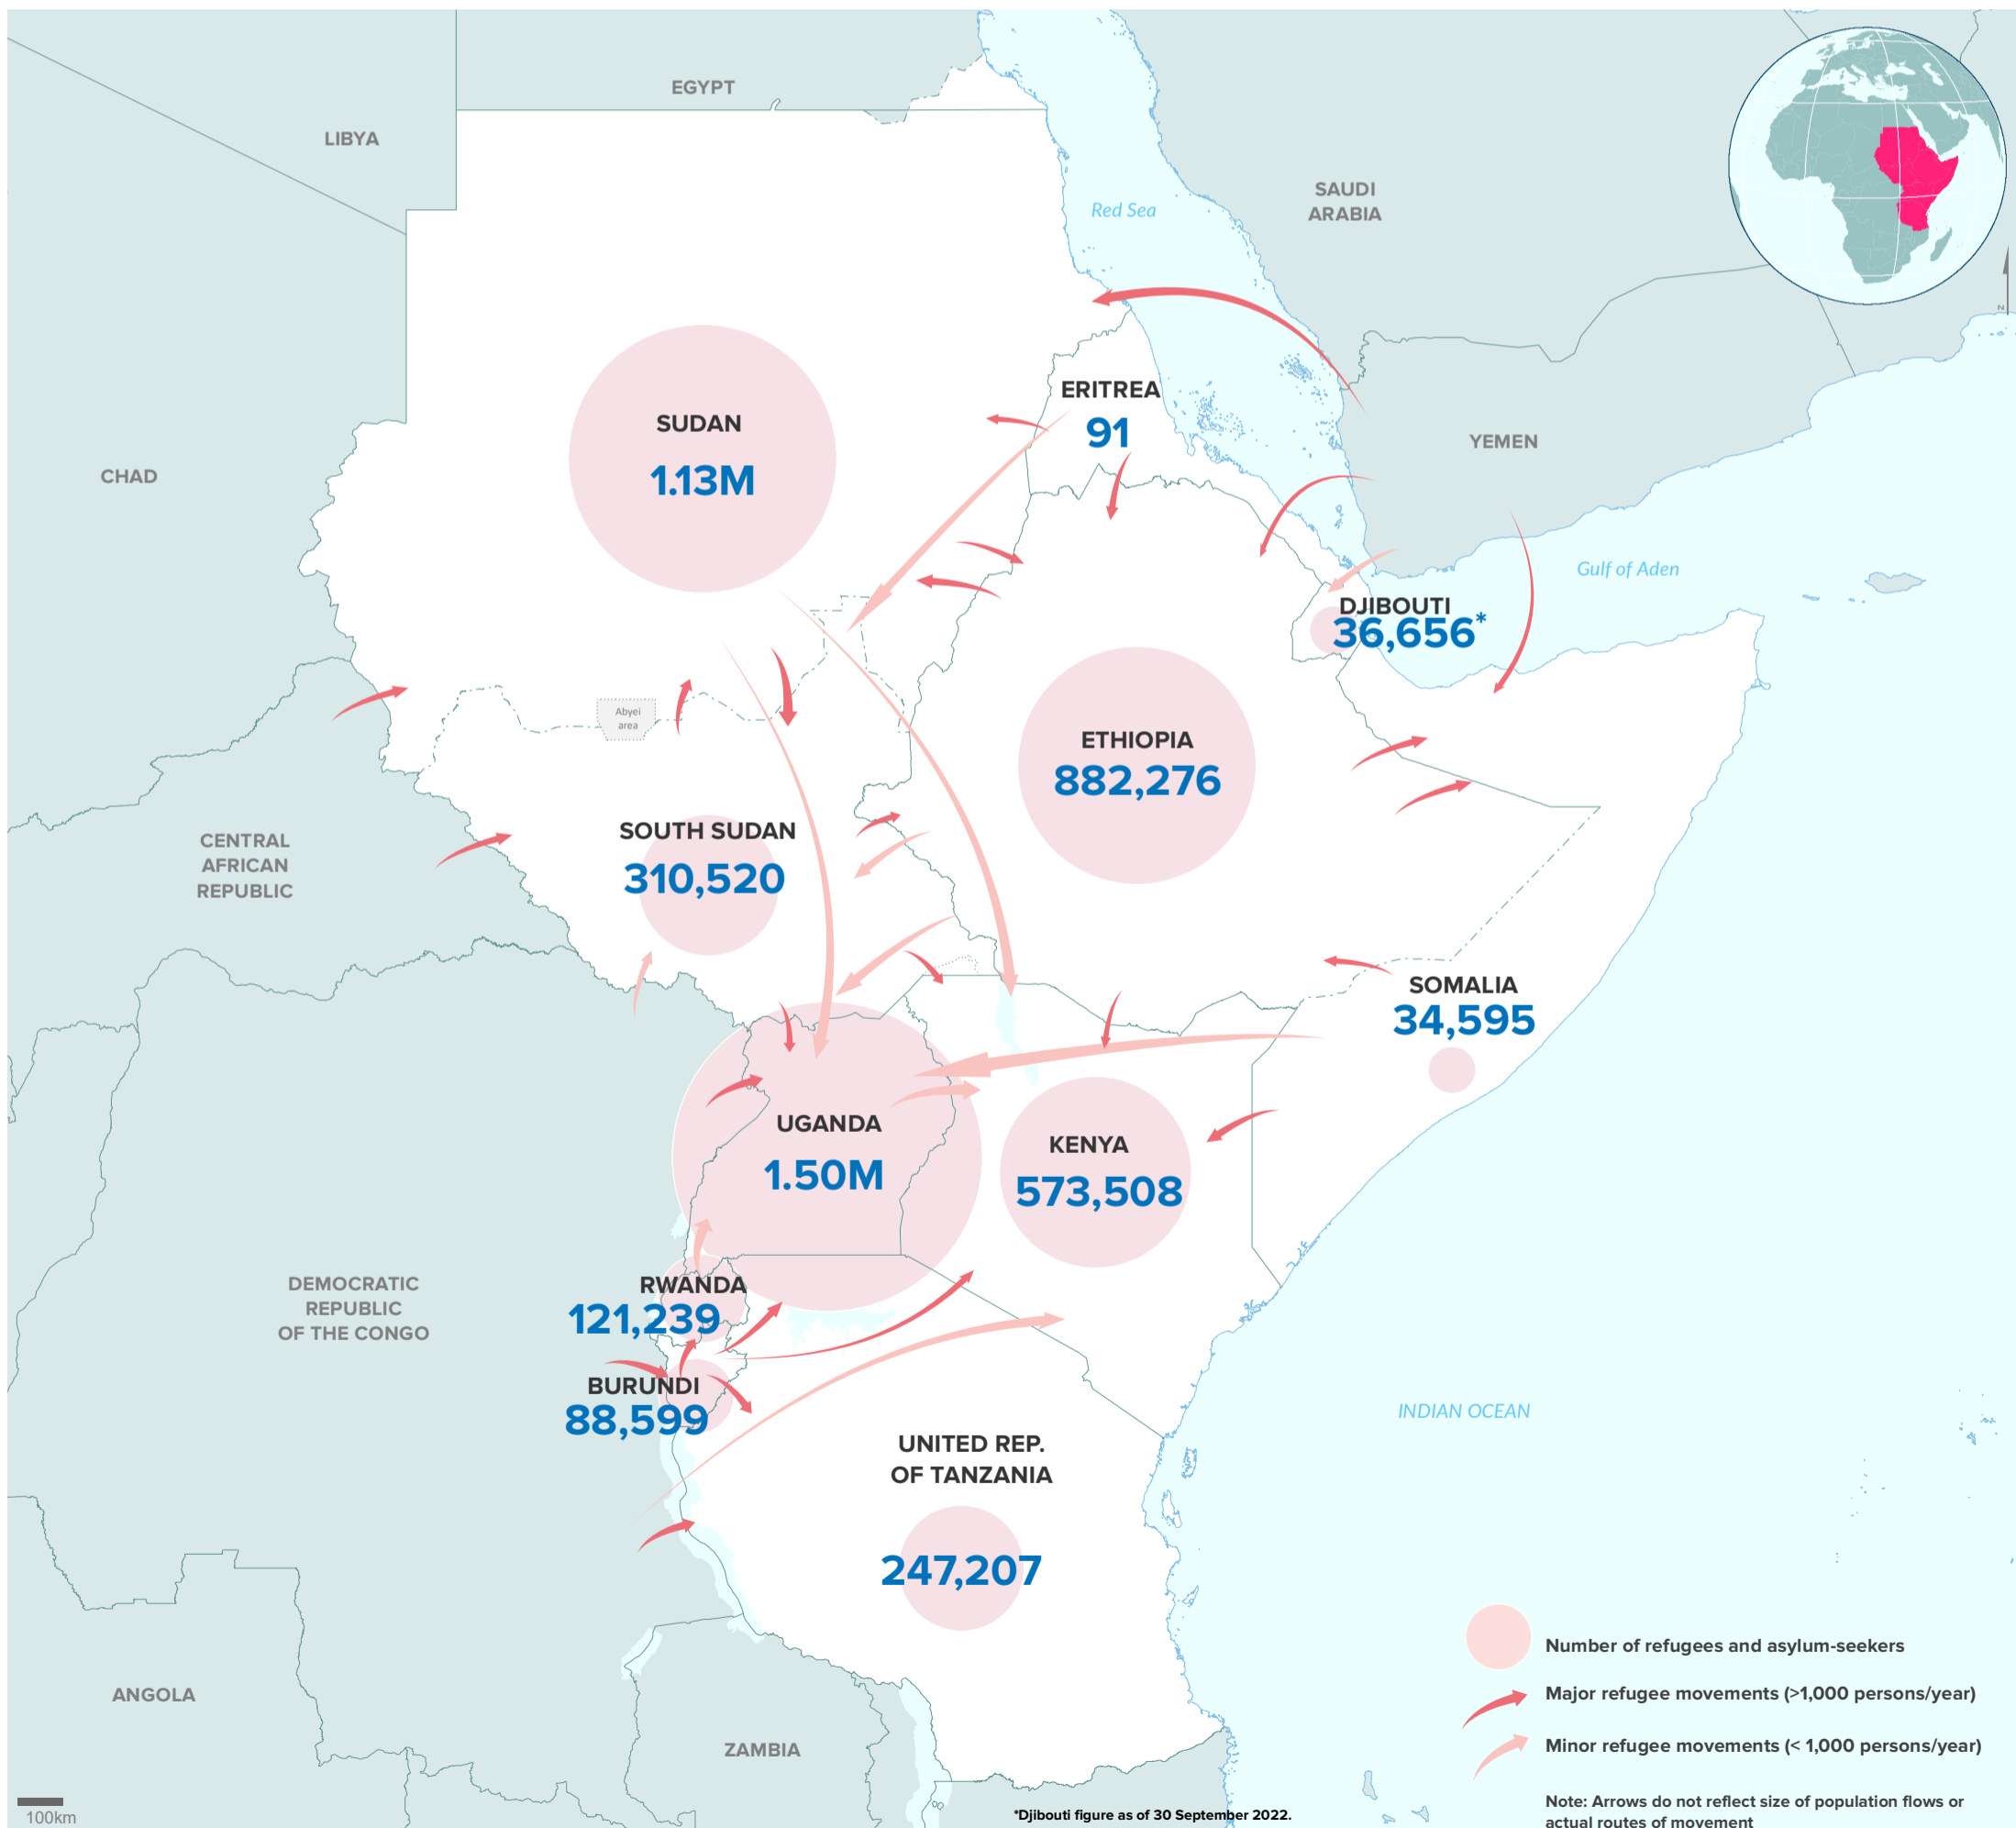 EGYPT
LIBYA
SAUDI
ARABIA
Red Sea
N
ERITREA
91
SUDAN
1.13M
YEMEN
CHAD
Gulf of Aden
DJIBOUTI
36,656*
Abyei
area
ETHIOPIA
882,276
SOUTH SUDAN
310,520
CENTRAL
AFRICAN
REPUBLIC
SOMALIA
34,595
UGANDA
1.50M
KENYA
573,508
RWANDA
121,239
DEMOCRATIC
REPUBLIC
OF THE CONGO
BURUNDI
88,599
INDIAN OCEAN
UNITED REP.
OF TANZANIA
247,207
ANGOLA
ZAMBIA
Number of refugees and asylum-seekers
Major refugee movements (>1,000 persons/year)
Minor refugee movements (< 1,000 persons/year)
Note: Arrows do not reflect size of population flows or
actual routes of movement
100km
*Djibouti figure as of 30 September 2022.